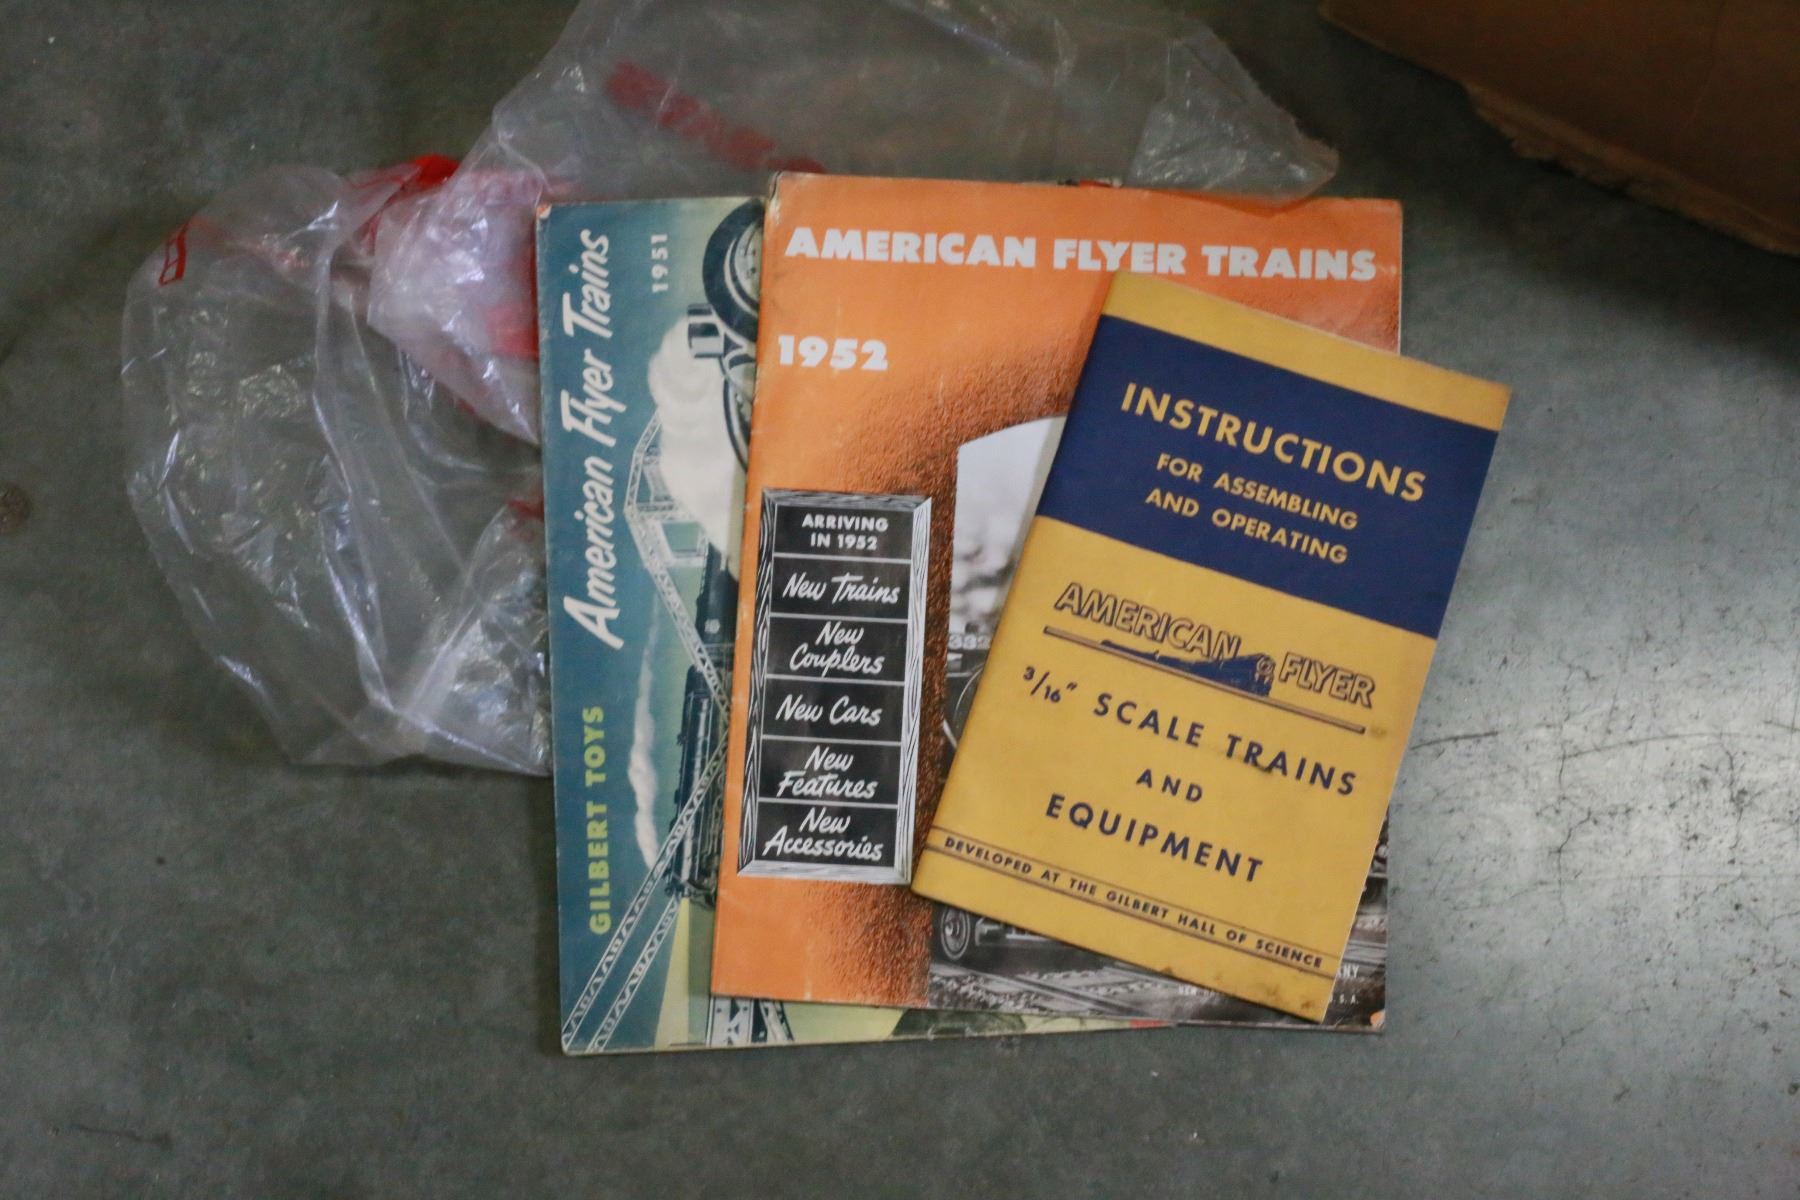 American Flyer Trains
1951
GILBERT TOYS
AMERICAN FLYER TRAINS
1952
ARRIVING
IN 1952
New Trains
New
Couplers
New Cars
New
Features
New
Accessories
332
NY
U.S.A.
INSTRUCTIONS
FOR ASSEMBLING
AND OPERATING
AMERICAN FLYER
3/16" SCALE TRAINS
AND
EQUIPMENT
DEVELOPED AT THE GILBERT HALL OF SCIENCE